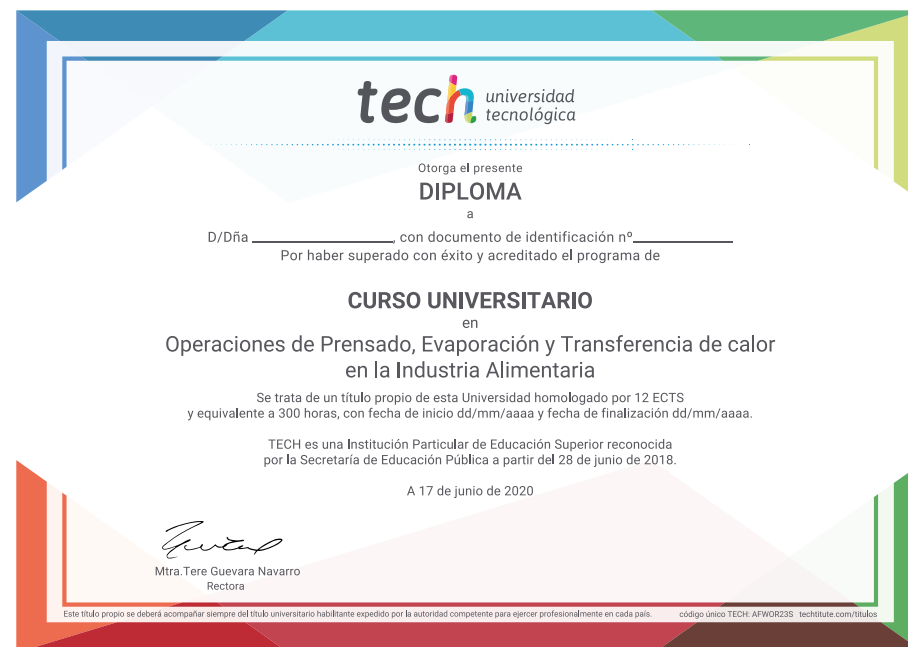 tech universidad
tecnológica
Otorga el presente
DIPLOMA
a
D/Dña ____________________, con documento de identificación nº______________
Por haber superado con éxito y acreditado el programa de
CURSO UNIVERSITARIO
en
Operaciones de Prensado, Evaporación y Transferencia de calor
en la Industria Alimentaria
Se trata de un título propio de esta Universidad homologado por 12 ECTS
y equivalente a 300 horas, con fecha de inicio dd/mm/aaaa y fecha de finalización dd/mm/aaaa.
TECH es una Institución Particular de Educación Superior reconocida
por la Secretaría de Educación Pública a partir del 28 de junio de 2018.
A 17 de junio de 2020
Mtra.Tere Guevara Navarro
Rectora
Este título propio se deberá acompañar siempre del título universitario habilitante expedido por la autoridad competente para ejercer profesionalmente en cada país. código único TECH: AFWOR23S techtitute.com/titulos